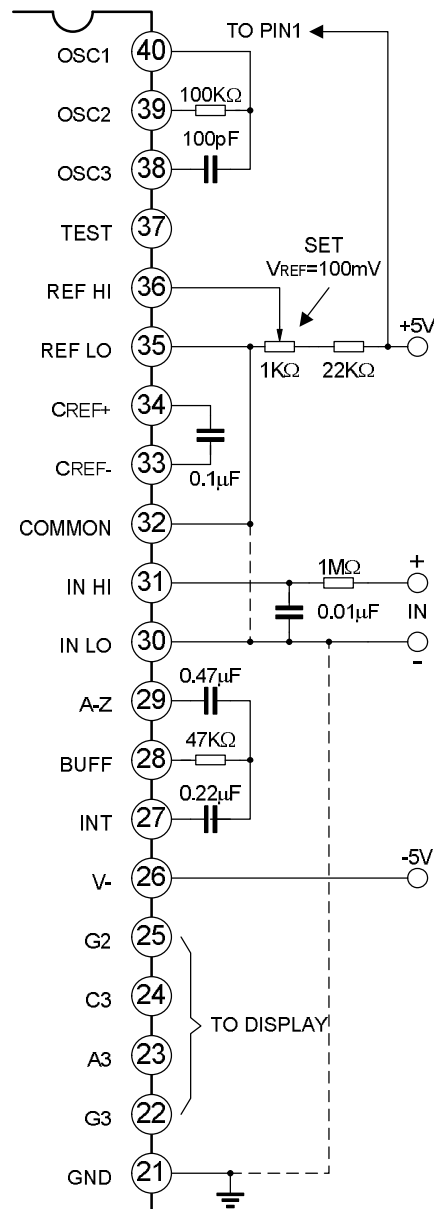 TO PIN1
OSC1 40
100KΩ
OSC2 39
100pF
OSC3 38
TEST 37
SET
VREF=100mV
REF HI 36
+5V
REF LO 35
1KΩ 22KΩ
CREF+ 34
CREF- 33
0.1µF
COMMON 32
1MΩ +
IN HI 31
0.01µF IN
IN LO 30
-
0.47µF
A-Z 29
47KΩ
BUFF 28
0.22µF
INT 27
-5V
V- 26
G2 25
C3 24
TO DISPLAY
A3 23
G3 22
GND 21